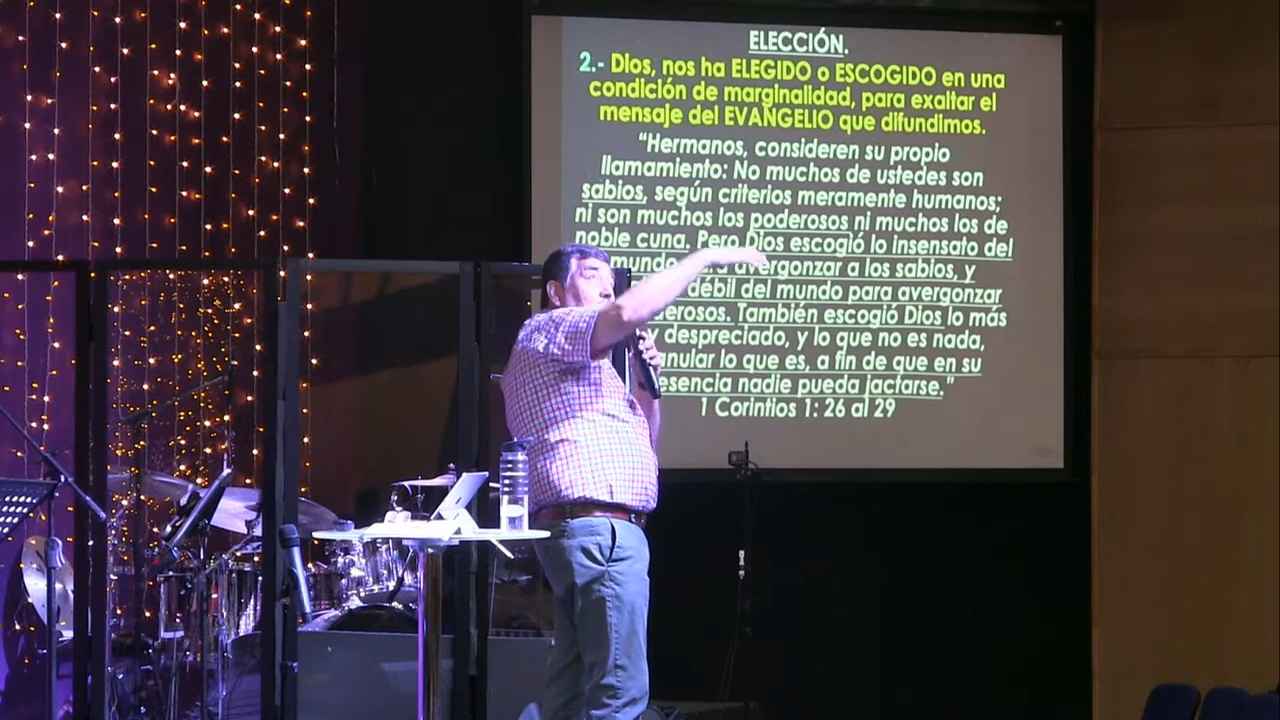 ELECCIÓN.
2.- Dios, nos ha ELEGIDO o ESCOGIDO en una
condición de marginalidad, para exaltar el
mensaje del EVANGELIO que difundimos.
“Hermanos, consideren su propio
llamamiento: No muchos de ustedes son
sabios, según criterios meramente humanos;
ni son muchos los poderosos ni muchos los de
noble cuna. Pero Dios escogió lo insensato del
mundo para avergonzar a los sabios, y
débil del mundo para avergonzar
derosos. También escogió Dios lo más
y despreciado, y lo que no es nada,
anular lo que es, a fin de que en su
esencia nadie pueda jactarse.”
1 Corintios 1: 26 al 29